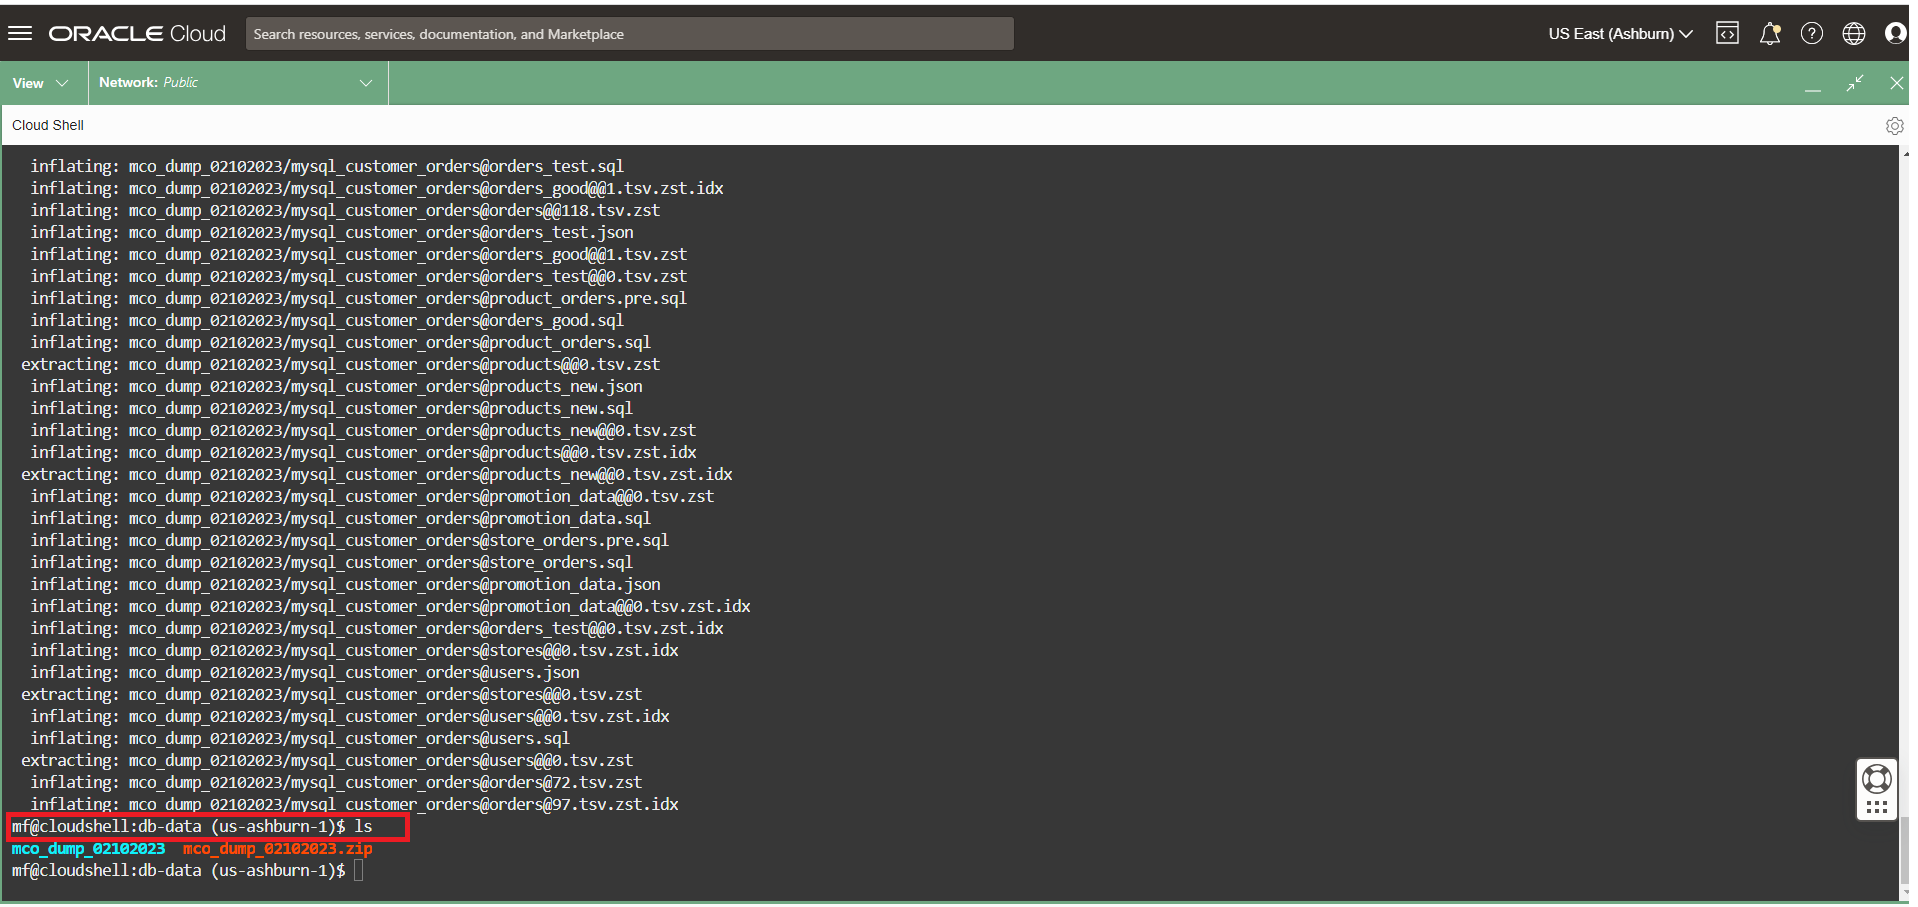 ORACLE Cloud
Search resources, services, documentation, and Marketplace
US East (Ashburn)
View
Network: Public
Cloud Shell
inflating: mco_dump_02102023/mysql_customer_orders@orders_test.sql
inflating: mco_dump_02102023/mysql_customer_orders@orders_good@@1.tsv.zst.idx
inflating: mco_dump_02102023/mysql_customer_orders@orders@@118.tsv.zst
inflating: mco_dump_02102023/mysql_customer_orders@orders_test.json
inflating: mco_dump_02102023/mysql_customer_orders@orders_good@@1.tsv.zst
inflating: mco_dump_02102023/mysql_customer_orders@orders_test@@0.tsv.zst
inflating: mco_dump_02102023/mysql_customer_orders@product_orders.pre.sql
inflating: mco_dump_02102023/mysql_customer_orders@orders_good.sql
inflating: mco_dump_02102023/mysql_customer_orders@product_orders.sql
extracting: mco_dump_02102023/mysql_customer_orders@products@@0.tsv.zst
inflating: mco_dump_02102023/mysql_customer_orders@products_new.json
inflating: mco_dump_02102023/mysql_customer_orders@products_new.sql
inflating: mco_dump_02102023/mysql_customer_orders@products_new@@0.tsv.zst
inflating: mco_dump_02102023/mysql_customer_orders@products@@0.tsv.zst.idx
extracting: mco_dump_02102023/mysql_customer_orders@products_new@@0.tsv.zst.idx
inflating: mco_dump_02102023/mysql_customer_orders@promotion_data@@0.tsv.zst
inflating: mco_dump_02102023/mysql_customer_orders@promotion_data.sql
inflating: mco_dump_02102023/mysql_customer_orders@store_orders.pre.sql
inflating: mco_dump_02102023/mysql_customer_orders@store_orders.sql
inflating: mco_dump_02102023/mysql_customer_orders@promotion_data.json
inflating: mco_dump_02102023/mysql_customer_orders@promotion_data@@0.tsv.zst.idx
inflating: mco_dump_02102023/mysql_customer_orders@orders_test@@0.tsv.zst.idx
inflating: mco_dump_02102023/mysql_customer_orders@stores@@0.tsv.zst.idx
inflating: mco_dump_02102023/mysql_customer_orders@users.json
extracting: mco_dump_02102023/mysql_customer_orders@stores@@0.tsv.zst
inflating: mco_dump_02102023/mysql_customer_orders@users@@0.tsv.zst.idx
inflating: mco_dump_02102023/mysql_customer_orders@users.sql
extracting: mco_dump_02102023/mysql_customer_orders@users@@0.tsv.zst
inflating: mco_dump_02102023/mysql_customer_orders@orders@72.tsv.zst
inflating: mco_dump_02102023/mysql_customer_orders@orders@97.tsv.zst.idx
mf@cloudshell:db-data (us-ashburn-1)$ ls
mco_dump_02102023 mco_dump_02102023.zip
mf@cloudshell:db-data (us-ashburn-1)$